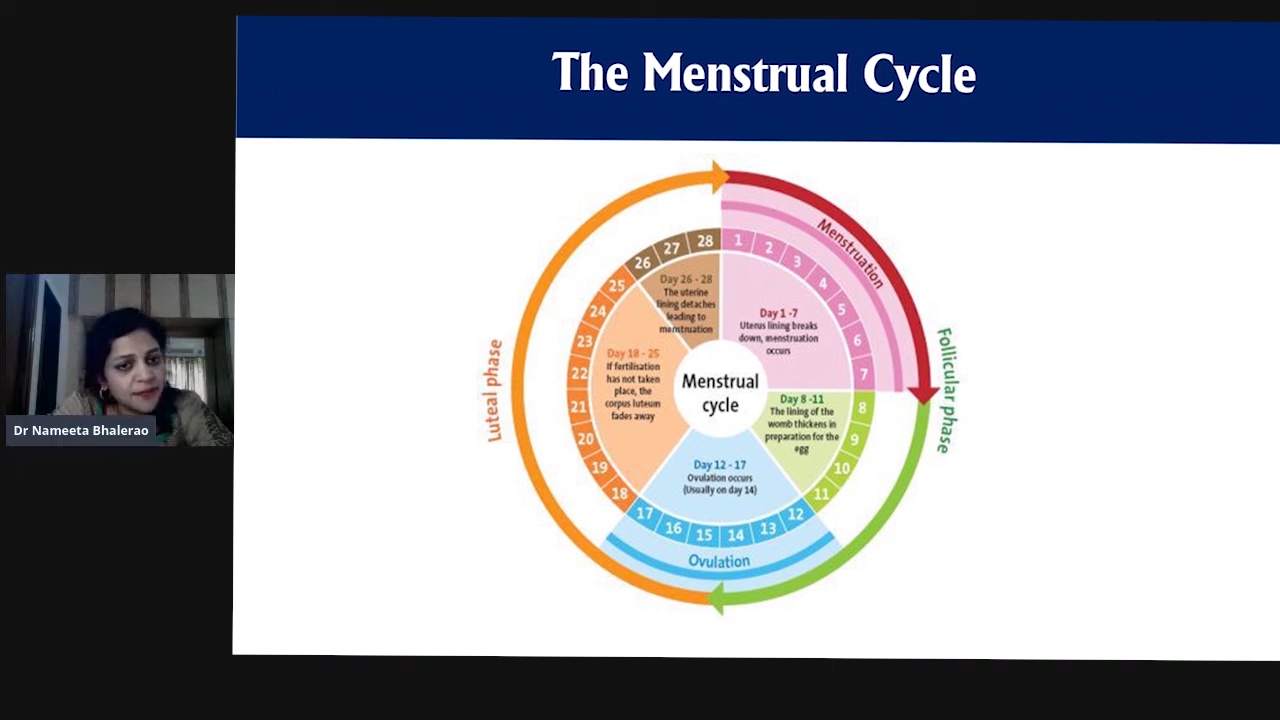 The Menstrual Cycle
Menstruation
Follicular phase
Luteal phase
Ovulation
1
2
3
4
5
6
7
8
9
10
11
12
13
14
15
16
17
18
19
20
21
22
23
24
25
26
27
28
Day 1 -7
Uterus lining breaks
down, menstruation
occurs
Day 8 -11
The lining of the
womb thickens in
preparation for the
egg
Day 12 - 17
Ovulation occurs
(Usually on day 14)
Day 18 - 25
If fertilisation
has not taken
place, the
corpus luteum
fades away
Day 26 - 28
The uterine
lining detaches
leading to
menstruation
Menstrual
cycle
Dr Nameeta Bhalerao